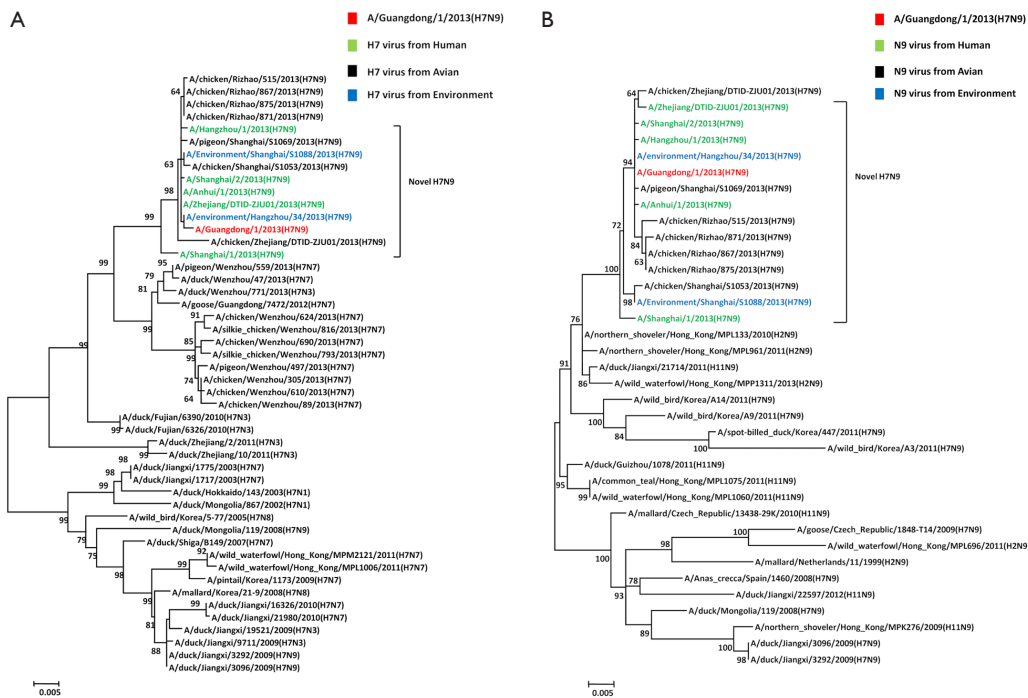 A
A/Guangdong/1/2013(H7N9)
H7 virus from Human
H7 virus from Avian
H7 virus from Environment
A/chicken/Rizhao/515/2013(H7N9)
64
A/chicken/Rizhao/867/2013(H7N9)
A/chicken/Rizhao/875/2013(H7N9)
A/chicken/Rizhao/871/2013(H7N9)
A/Hangzhou/1/2013(H7N9)
A/pigeon/Shanghai/S1069/2013(H7N9)
A/Environment/Shanghai/S1088/2013(H7N9)
63
A/chicken/Shanghai/S1053/2013(H7N9)
A/Shanghai/2/2013(H7N9)
98
A/Anhui/1/2013(H7N9)
A/Zhejiang/DTID-ZJU01/2013(H7N9)
A/environment/Hangzhou/34/2013(H7N9)
99
A/Guangdong/1/2013(H7N9)
A/chicken/Zhejiang/DTID-ZJU01/2013(H7N9)
A/Shanghai/1/2013(H7N9)
Novel H7N9
99
A/pigeon/Wenzhou/559/2013(H7N7)
95
79
A/duck/Wenzhou/47/2013(H7N7)
81
A/duck/Wenzhou/771/2013(H7N3)
A/goose/Guangdong/7472/2012(H7N7)
99
91
A/chicken/Wenzhou/624/2013(H7N7)
A/silkie_chicken/Wenzhou/816/2013(H7N7)
85
A/chicken/Wenzhou/690/2013(H7N7)
99
A/silkie_chicken/Wenzhou/793/2013(H7N7)
99
A/pigeon/Wenzhou/497/2013(H7N7)
74
A/chicken/Wenzhou/305/2013(H7N7)
64
A/chicken/Wenzhou/610/2013(H7N7)
A/chicken/Wenzhou/89/2013(H7N7)
A/duck/Fujian/6390/2010(H7N3)
99
A/duck/Fujian/6326/2010(H7N3)
A/duck/Zhejiang/2/2011(H7N3)
99
A/duck/Zhejiang/10/2011(H7N3)
98
A/duck/Jiangxi/1775/2003(H7N7)
98
A/duck/Jiangxi/1717/2003(H7N7)
99
A/duck/Hokkaido/143/2003(H7N1)
A/duck/Mongolia/867/2002(H7N1)
99
A/wild_bird/Korea/5-77/2005(H7N8)
A/duck/Mongolia/119/2008(H7N9)
79
A/duck/Shiga/B149/2007(H7N7)
75
92
A/wild_waterfowl/Hong_Kong/MPM2121/2011(H7N7)
A/wild_waterfowl/Hong_Kong/MPL1006/2011(H7N7)
98
99
A/pintail/Korea/1173/2009(H7N7)
A/mallard/Korea/21-9/2008(H7N8)
99
99
A/duck/Jiangxi/16326/2010(H7N7)
A/duck/Jiangxi/21980/2010(H7N7)
81
A/duck/Jiangxi/19521/2009(H7N3)
A/duck/Jiangxi/9711/2009(H7N3)
88
A/duck/Jiangxi/3292/2009(H7N9)
A/duck/Jiangxi/3096/2009(H7N9)
0.005
B
A/Guangdong/1/2013(H7N9)
N9 virus from Human
N9 virus from Avian
N9 virus from Environment
64
A/chicken/Zhejiang/DTID-ZJU01/2013(H7N9)
A/Zhejiang/DTID-ZJU01/2013(H7N9)
A/Shanghai/2/2013(H7N9)
A/Hangzhou/1/2013(H7N9)
A/environment/Hangzhou/34/2013(H7N9)
94
A/Guangdong/1/2013(H7N9)
A/pigeon/Shanghai/S1069/2013(H7N9)
A/Anhui/1/2013(H7N9)
A/chicken/Rizhao/515/2013(H7N9)
72
A/chicken/Rizhao/871/2013(H7N9)
84
A/chicken/Rizhao/867/2013(H7N9)
63
A/chicken/Rizhao/875/2013(H7N9)
100
A/chicken/Shanghai/S1053/2013(H7N9)
98
A/Environment/Shanghai/S1088/2013(H7N9)
A/Shanghai/1/2013(H7N9)
Novel H7N9
76
A/northern_shoveler/Hong_Kong/MPL133/2010(H2N9)
A/northern_shoveler/Hong_Kong/MPL961/2011(H2N9)
91
A/duck/Jiangxi/21714/2011(H11N9)
86
A/wild_waterfowl/Hong_Kong/MPP1311/2013(H2N9)
A/wild_bird/Korea/A14/2011(H7N9)
A/wild_bird/Korea/A9/2011(H7N9)
100
A/spot-billed_duck/Korea/447/2011(H7N9)
84
100
A/wild_bird/Korea/A3/2011(H7N9)
A/duck/Guizhou/1078/2011(H11N9)
A/common_teal/Hong_Kong/MPL1075/2011(H11N9)
95
99
A/wild_waterfowl/Hong_Kong/MPL1060/2011(H11N9)
A/mallard/Czech_Republic/13438-29K/2010(H11N9)
A/goose/Czech_Republic/1848-T14/2009(H7N9)
100
A/wild_waterfowl/Hong_Kong/MPL696/2011(H2N9
98
100
A/mallard/Netherlands/11/1999(H2N9)
A/Anas_crecca/Spain/1460/2008(H7N9)
78
A/duck/Jiangxi/22597/2012(H11N9)
93
A/duck/Mongolia/119/2008(H7N9)
A/northern_shoveler/Hong_Kong/MPK276/2009(H11N9)
89
100
A/duck/Jiangxi/3096/2009(H7N9)
98
A/duck/Jiangxi/3292/2009(H7N9)
0.005